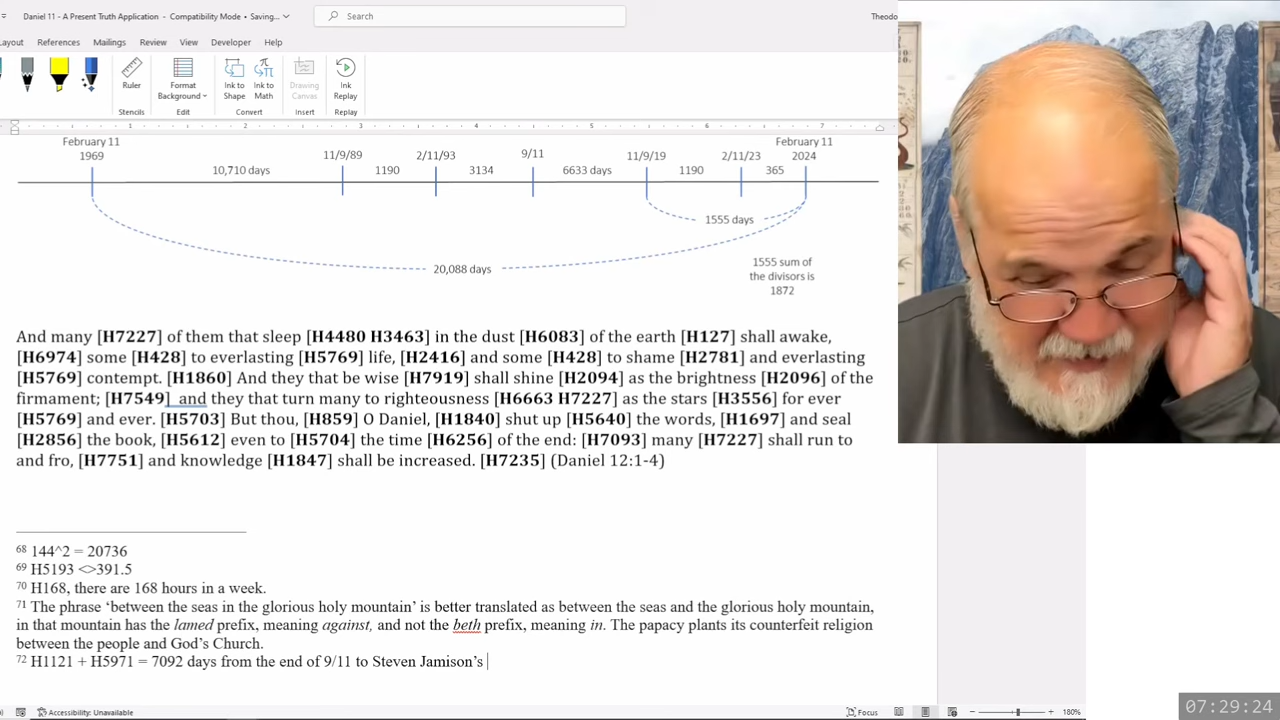 Daniel 11 - A Present Truth Application - Compatibility Mode • Saving...
Search
Theodo
ayout References Mailings Review View Developer Help
Ruler
Format Background
Ink to Shape
Ink to Math
Drawing Canvas
Ink Replay
Stencils Edit Convert Insert Replay
1 2 3 4 5 6 7
February 11 1969
11/9/89
2/11/93
9/11
11/9/19
2/11/23
February 11 2024
10,710 days 1190 3134 6633 days 1190 365
1555 days
20,088 days
1555 sum of
the divisors is
1872
And many [H7227] of them that sleep [H4480 H3463] in the dust [H6083] of the earth [H127] shall awake,
[H6974] some [H428] to everlasting [H5769] life, [H2416] and some [H428] to shame [H2781] and everlasting
[H5769] contempt. [H1860] And they that be wise [H7919] shall shine [H2094] as the brightness [H2096] of the
firmament; [H7549] and they that turn many to righteousness [H6663 H7227] as the stars [H3556] for ever
[H5769] and ever. [H5703] But thou, [H859] O Daniel, [H1840] shut up [H5640] the words, [H1697] and seal
[H2856] the book, [H5612] even to [H5704] the time [H6256] of the end: [H7093] many [H7227] shall run to
and fro, [H7751] and knowledge [H1847] shall be increased. [H7235] (Daniel 12:1-4)
68 144^2 = 20736
69 H5193 <>391.5
70 H168, there are 168 hours in a week.
71 The phrase ‘between the seas in the glorious holy mountain’ is better translated as between the seas and the glorious holy mountain,
in that mountain has the lamed prefix, meaning against, and not the beth prefix, meaning in. The papacy plants its counterfeit religion
between the people and God’s Church.
72 H1121 + H5971 = 7092 days from the end of 9/11 to Steven Jamison’s
Accessibility: Unavailable
Focus
180%
07:29:24